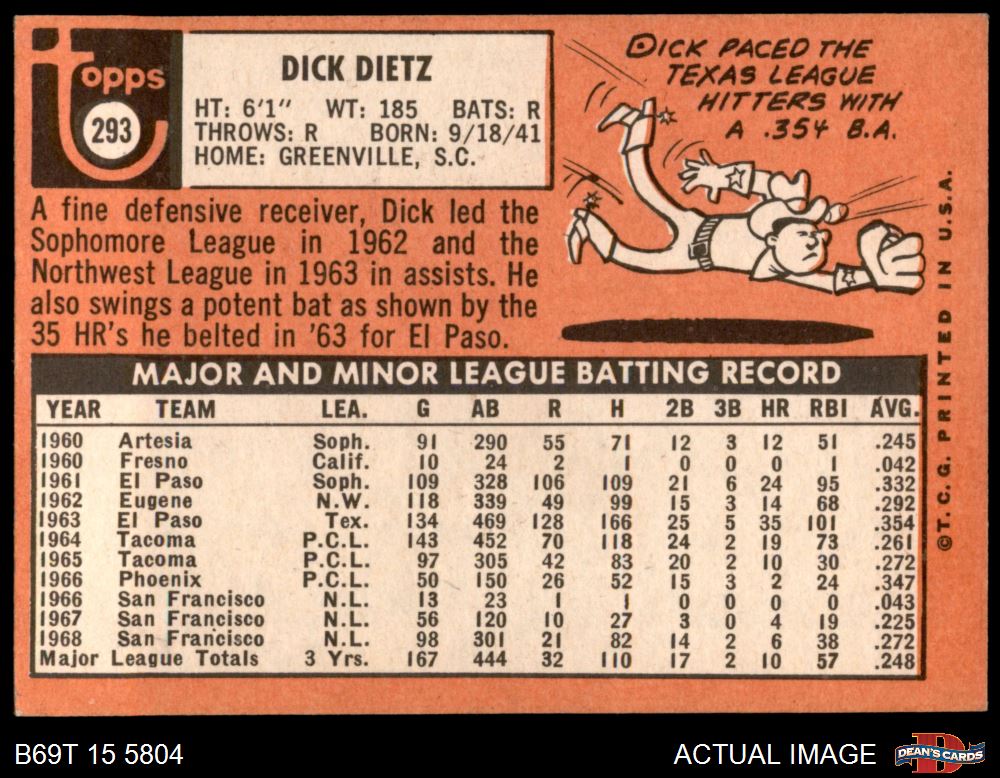 topps
293
DICK DIETZ
HT: 6'1" WT: 185 BATS: R
THROWS: R BORN: 9/18/41
HOME: GREENVILLE, S.C.
DICK PACED THE
TEXAS LEAGUE
HITTERS WITH
A .354 B.A.
A fine defensive receiver, Dick led the
Sophomore League in 1962 and the
Northwest League in 1963 in assists. He
also swings a potent bat as shown by the
35 HR's he belted in '63 for El Paso.
MAJOR AND MINOR LEAGUE BATTING RECORD
YEAR TEAM LEA. G AB R H 2B 3B HR RBI AVG.
1960 Artesia Soph. 91 290 55 71 12 3 12 51 .245
1960 Fresno Calif. 10 24 2 1 0 0 0 1 .042
1961 El Paso Soph. 109 328 106 109 21 6 24 95 .332
1962 Eugene N.W. 118 339 49 99 15 3 14 68 .292
1963 El Paso Tex. 134 469 128 166 25 5 35 101 .354
1964 Tacoma P.C.L. 143 452 70 118 24 2 19 73 .261
1965 Tacoma P.C.L. 97 305 42 83 20 2 10 30 .272
1966 Phoenix P.C.L. 50 150 26 52 15 3 2 24 .347
1966 San Francisco N.L. 13 23 1 1 0 0 0 0 .043
1967 San Francisco N.L. 56 120 10 27 3 0 4 19 .225
1968 San Francisco N.L. 98 301 21 82 14 2 6 38 .272
Major League Totals 3 Yrs. 167 444 32 110 17 2 10 57 .248
©T.C.G. PRINTED IN U.S.A.
B69T 15 5804
ACTUAL IMAGE
DEAN'S CARDS